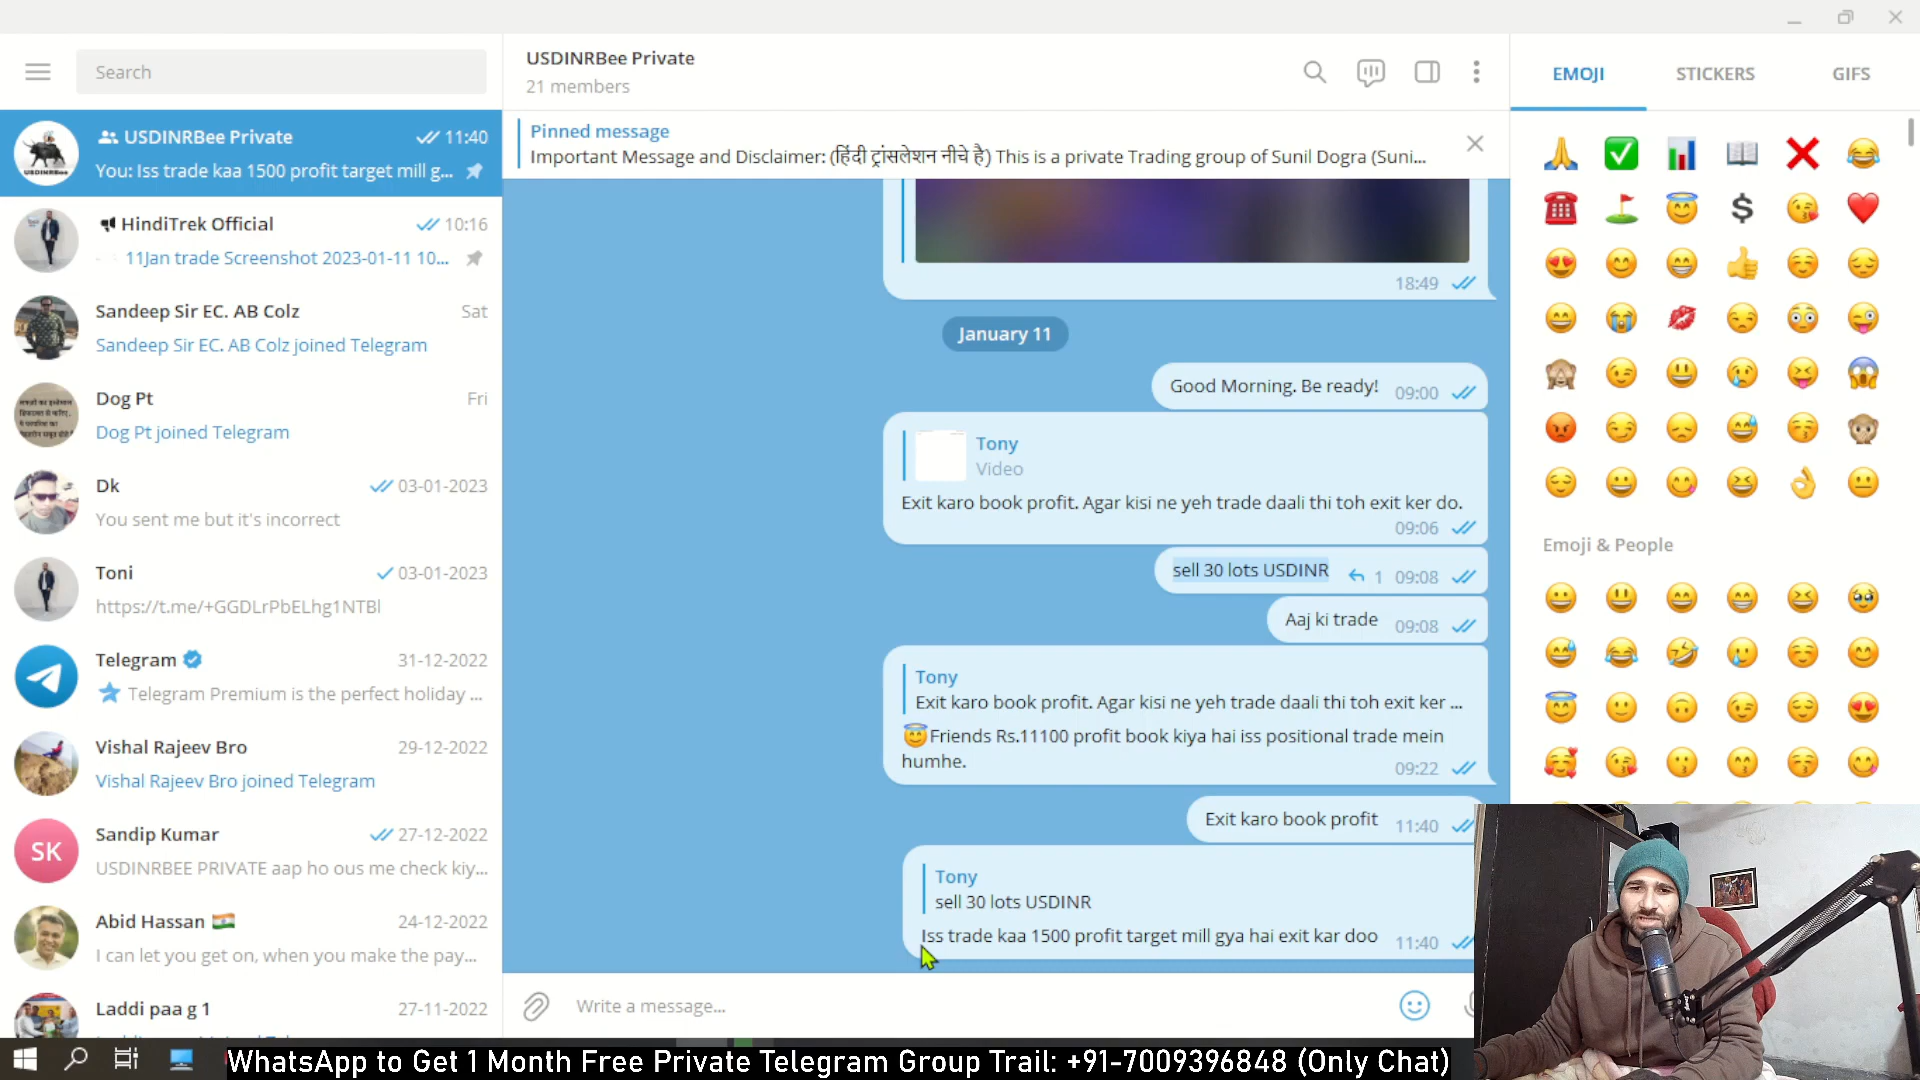 Search
USDINRBee Private
11:40
You: Iss trade kaa 1500 profit target mill g...
HindiTrek Official
10:16
11Jan trade Screenshot 2023-01-11 10...
Sandeep Sir EC. AB Colz
Sat
Sandeep Sir EC. AB Colz joined Telegram
Dog Pt
Fri
Dog Pt joined Telegram
Dk
03-01-2023
You sent me but it's incorrect
Toni
03-01-2023
https://t.me/+GGDLrPbELhg1NTBl
Telegram
31-12-2022
Telegram Premium is the perfect holiday ...
Vishal Rajeev Bro
29-12-2022
Vishal Rajeev Bro joined Telegram
SK
Sandip Kumar
27-12-2022
USDINRBEE PRIVATE aap ho ous me check kiy...
Abid Hassan
24-12-2022
I can let you get on, when you make the pay...
Laddi paa g 1
27-11-2022
USDINRBee Private
21 members
Pinned message
Important Message and Disclaimer: (हिंदी ट्रांसलेशन नीचे है) This is a private Trading group of Sunil Dogra (Suni...
18:49
January 11
Good Morning. Be ready!
09:00
Tony
Video
Exit karo book profit. Agar kisi ne yeh trade daali thi toh exit ker do.
09:06
sell 30 lots USDINR
1 09:08
Aaj ki trade
09:08
Tony
Exit karo book profit. Agar kisi ne yeh trade daali thi toh exit ker ...
😇Friends Rs.11100 profit book kiya hai iss positional trade mein
humhe.
09:22
Exit karo book profit
11:40
Tony
sell 30 lots USDINR
Iss trade kaa 1500 profit target mill gya hai exit kar doo
11:40
Write a message...
EMOJI
STICKERS
GIFS
Emoji & People
WhatsApp to Get 1 Month Free Private Telegram Group Trail: +91-7009396848 (Only Chat)